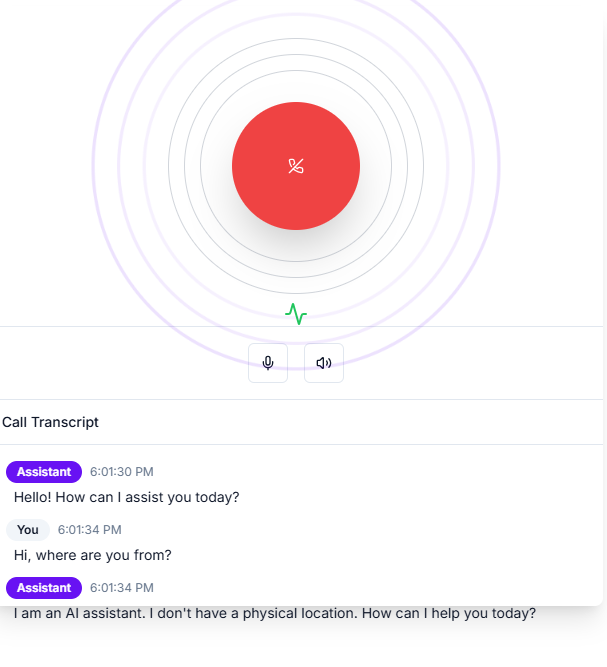 Call Transcript
Assistant 6:01:30 PM
Hello! How can I assist you today?
You 6:01:34 PM
Hi, where are you from?
Assistant 6:01:34 PM
I am an AI assistant. I don't have a physical location. How can I help you today?